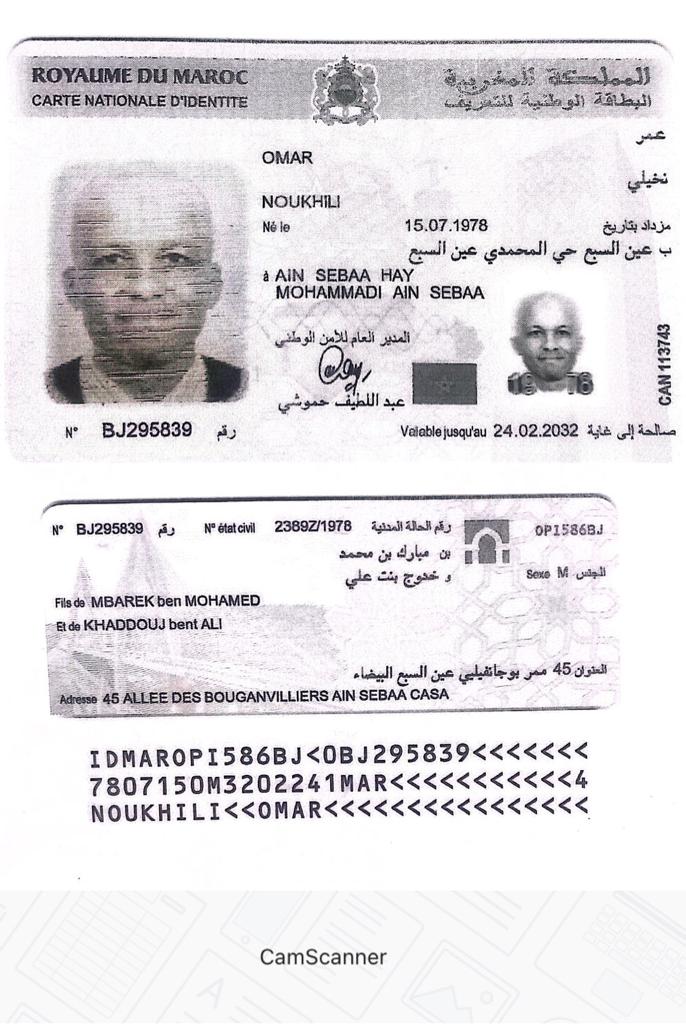 ROYAUME DU MAROC
المملكة المغربية
CARTE NATIONALE D'IDENTITE
البطاقة الوطنية للتعريف
عمر
OMAR
نخيلي
NOUKHILI
Né le 15.07.1978 مزداد بتاريخ
ب عين السبع حي المحمدي عين السبع
à AIN SEBAA HAY
MOHAMMADI AIN SEBAA
المدير العام للأمن الوطني
عبد اللطيف حموشي
1978
CAN 113743
N° BJ295839 رقم
Valable jusqu'au 24.02.2032 صالحة إلى غاية
N° BJ295839 رقم N° état civil 2389Z/1978 رقم الحالة المدنية OPI586BJ
بن مبارك بن محمد
و خدوج بنت علي
Sexe M الجنس
Fils de MBAREK ben MOHAMED
Et de KHADDOUJ bent ALI
العنوان 45 ممر بوجانفيليي عين السبع البيضاء
Adresse 45 ALLEE DES BOUGANVILLIERS AIN SEBAA CASA
IDMAROPI586BJ<0BJ295839<<<<<<<
7807150M3202241MAR<<<<<<<<<<<4
NOUKHILI<<OMAR<<<<<<<<<<<<<<<<
CamScanner